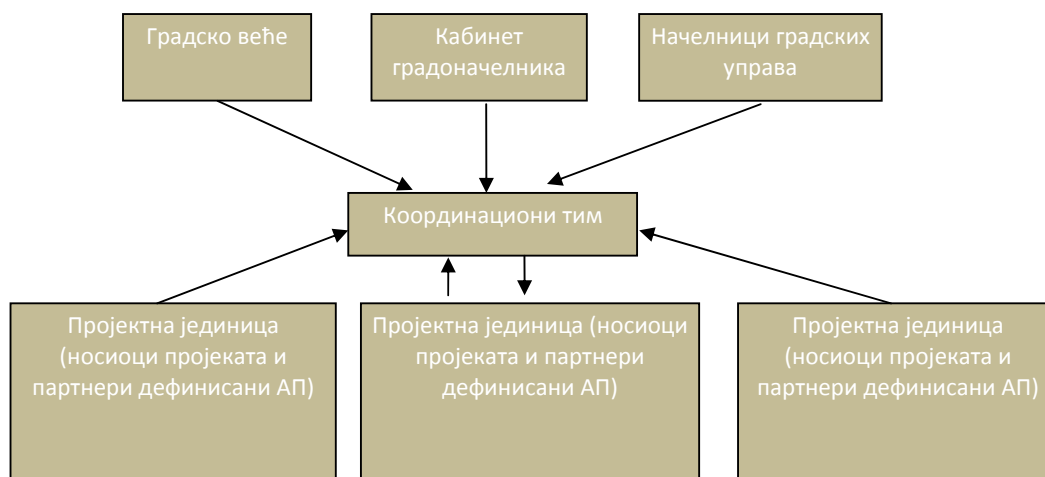 Градско веће
Кабинет
градоначелника
Начелници градских
управа
Координациони тим
Пројектна јединица
(носиоци пројеката и
партнери дефинисани АП)
Пројектна јединица (носиоци
пројеката и партнери
дефинисани АП)
Пројектна јединица
(носиоци пројеката и
партнери дефинисани АП)